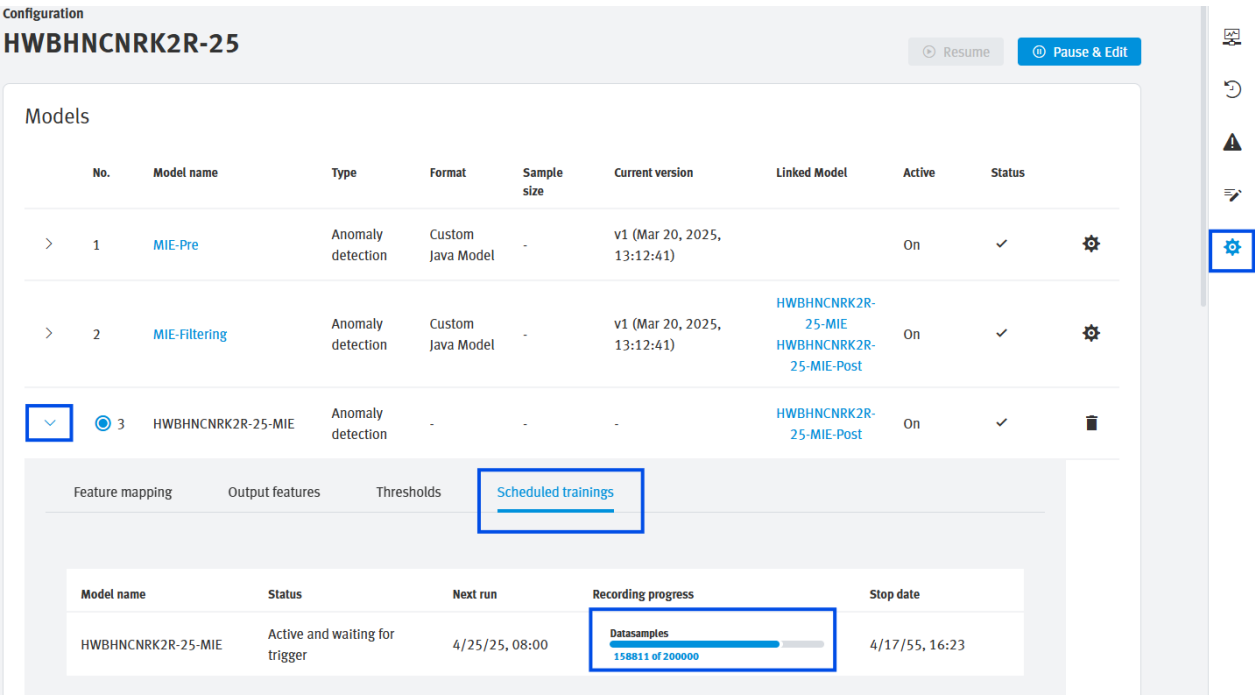 Configuration
HWBHNCNRK2R-25
Resume
Pause & Edit
Models
No. Model name Type Format Sample size Current version Linked Model Active Status
1 MIE-Pre Anomaly detection Custom Java Model - v1 (Mar 20, 2025, 13:12:41) On
2 MIE-Filtering Anomaly detection Custom Java Model - v1 (Mar 20, 2025, 13:12:41) HWBHNCNRK2R-25-MIE HWBHNCNRK2R-25-MIE-Post On
3 HWBHNCNRK2R-25-MIE Anomaly detection - - - HWBHNCNRK2R-25-MIE-Post On
Feature mapping Output features Thresholds Scheduled trainings
Model name Status Next run Recording progress Stop date
HWBHNCNRK2R-25-MIE Active and waiting for trigger 4/25/25, 08:00 Datasamples 158811 of 200000 4/17/55, 16:23